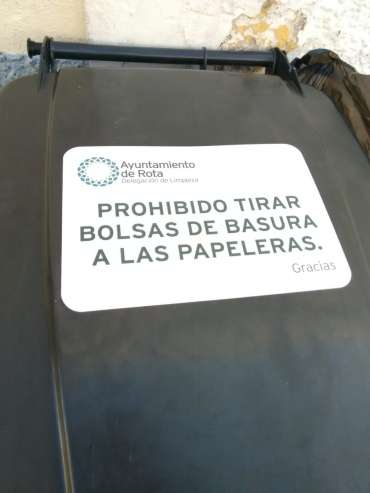 Ayuntamiento
de Rota
Delegación de Limpieza
PROHIBIDO TIRAR
BOLSAS DE BASURA
A LAS PAPELERAS.
Gracias